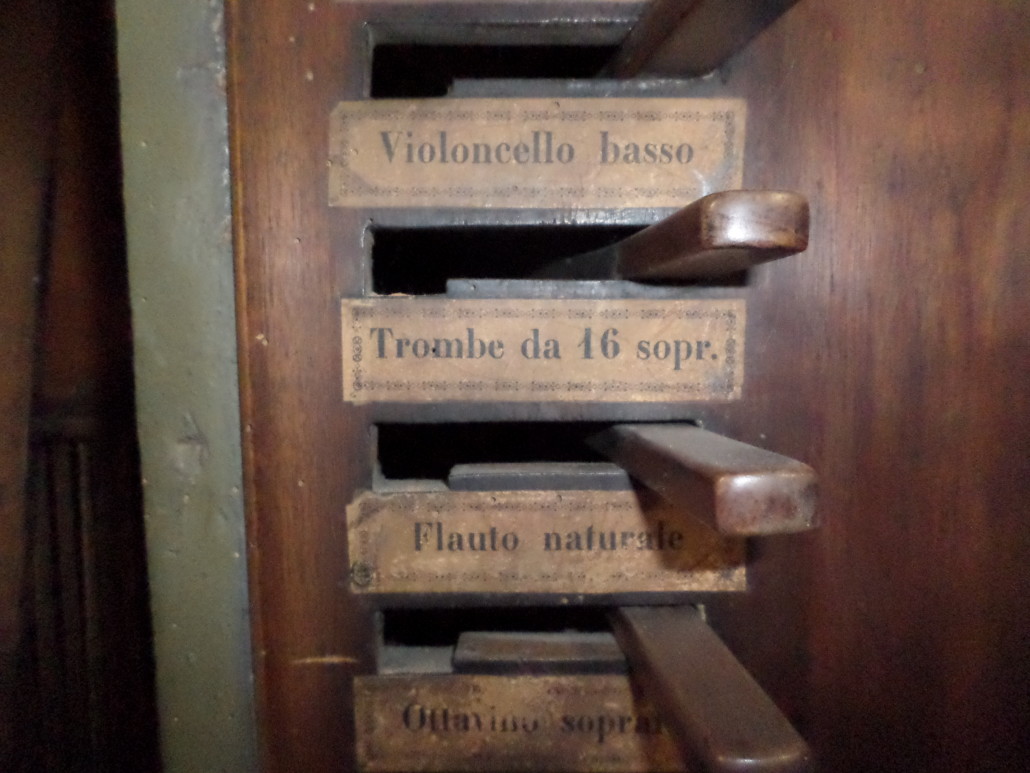 Violoncello basso
Trombe da 16 sopr.
Flauto naturale
Ottavino